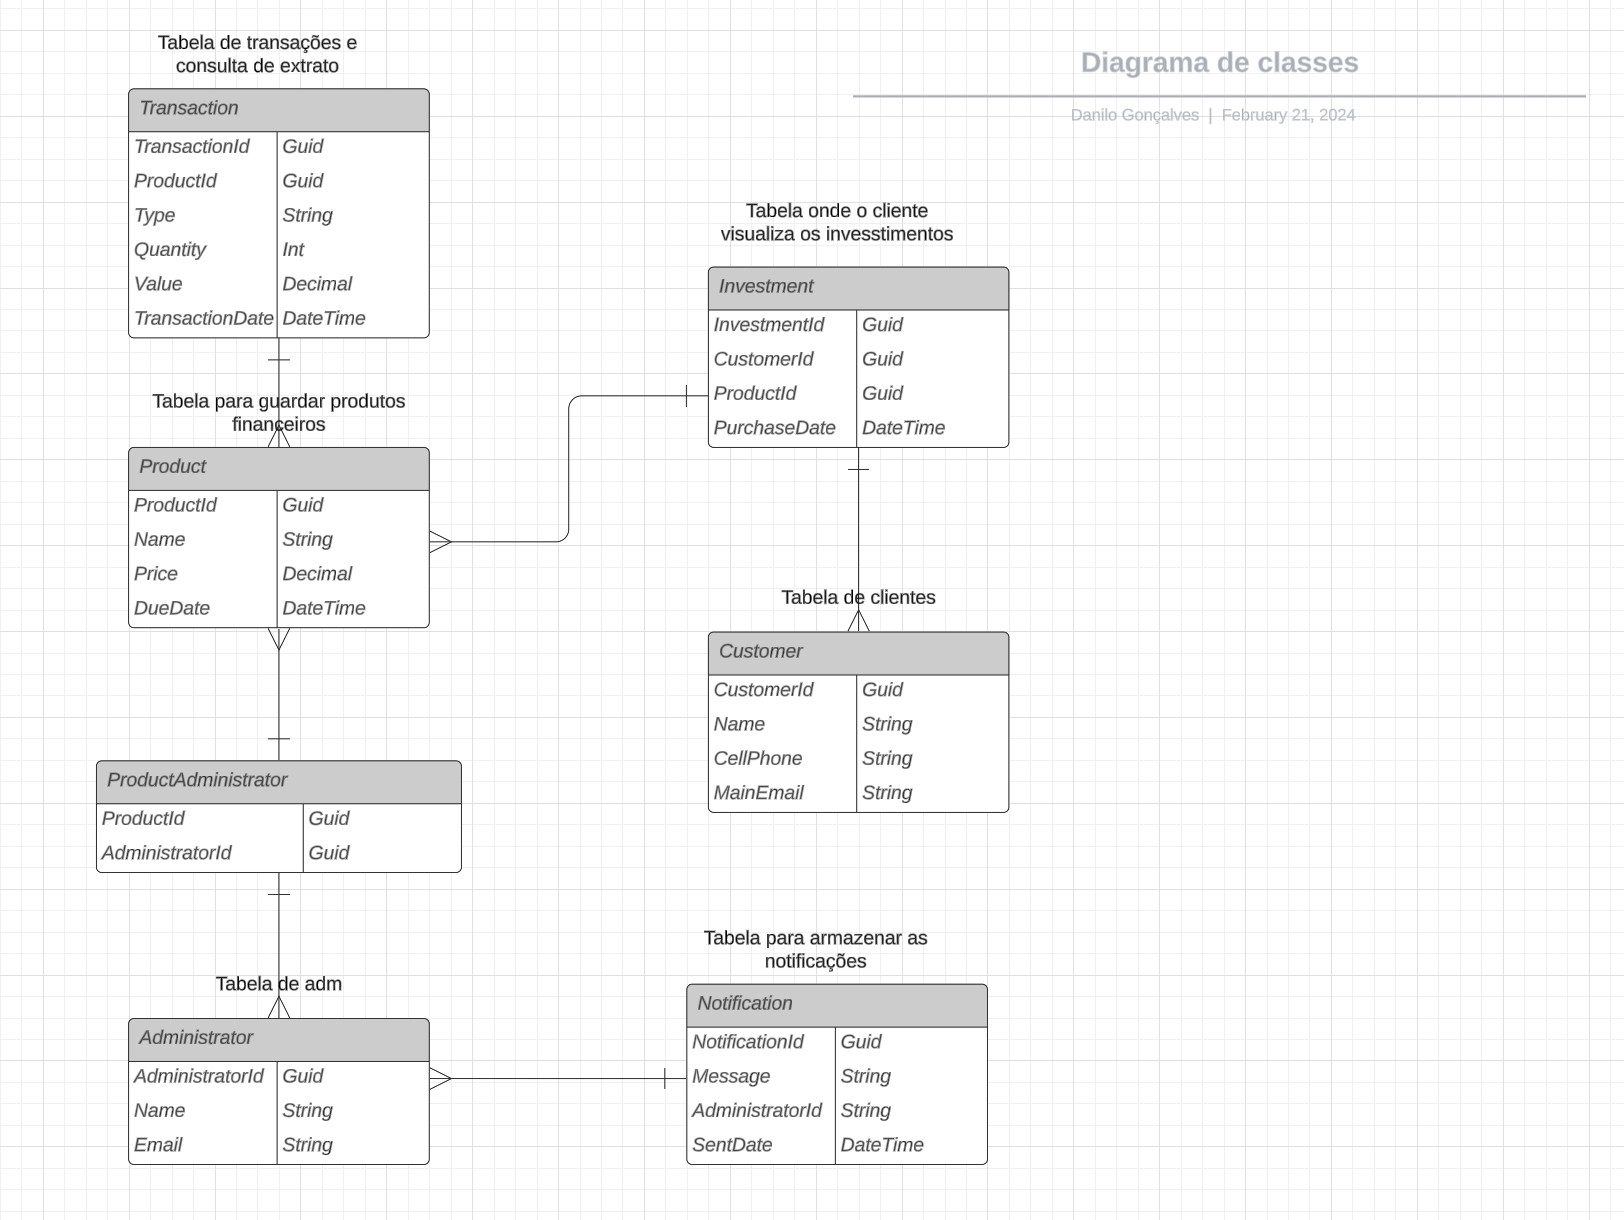 Diagrama de classes
Danilo Gonçalves | February 21, 2024
Tabela de transações e
consulta de extrato
Transaction
TransactionId Guid
ProductId Guid
Type String
Quantity Int
Value Decimal
TransactionDate DateTime
Tabela para guardar produtos
financeiros
Product
ProductId Guid
Name String
Price Decimal
DueDate DateTime
ProductAdministrator
ProductId Guid
AdministratorId Guid
Tabela de adm
Administrator
AdministratorId Guid
Name String
Email String
Tabela onde o cliente
visualiza os invesstimentos
Investment
InvestmentId Guid
CustomerId Guid
ProductId Guid
PurchaseDate DateTime
Tabela de clientes
Customer
CustomerId Guid
Name String
CellPhone String
MainEmail String
Tabela para armazenar as
notificações
Notification
NotificationId Guid
Message String
AdministratorId String
SentDate DateTime